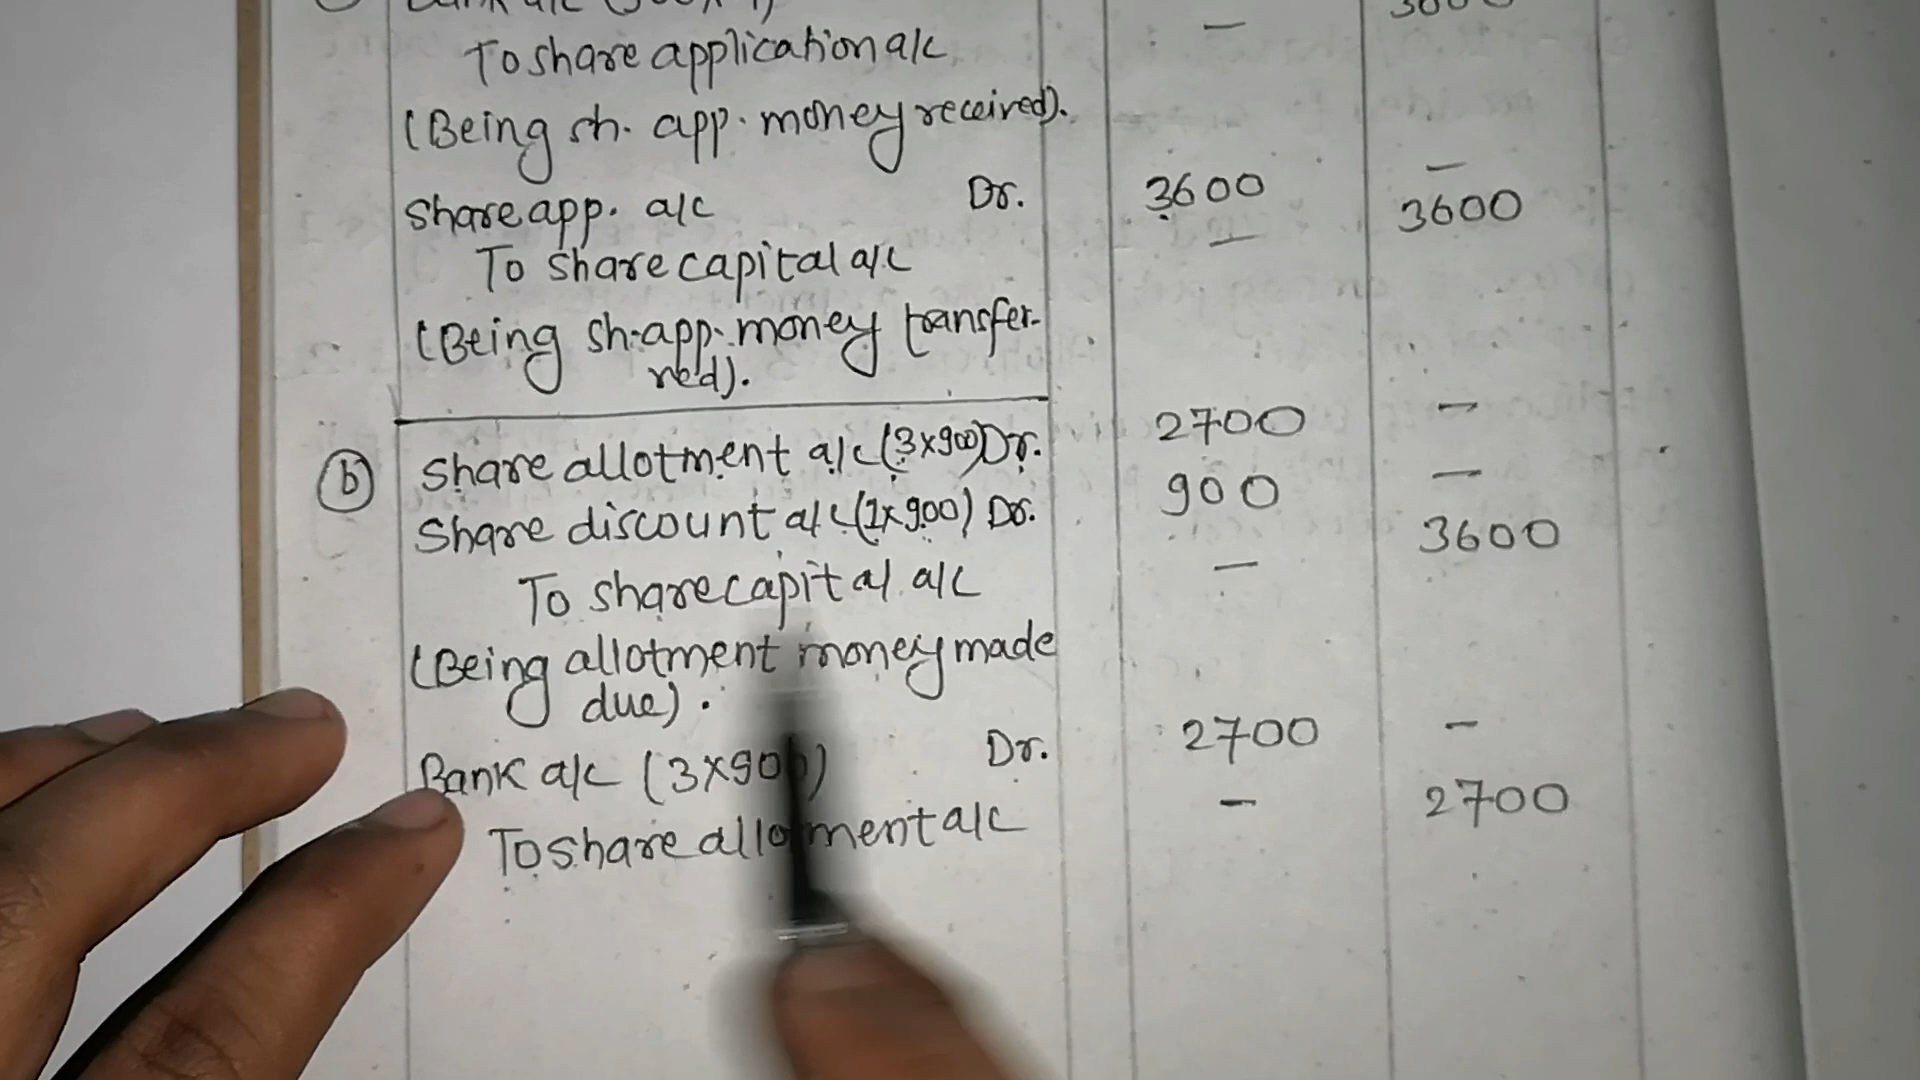 To share application a/c —
(Being sh. app. money received).
Share app. a/c Dr. 3600 —
To share capital a/c — 3600
(Being sh. app. money transfer-
red).
(b) Share allotment a/c (3x900) Dr. 2700 —
Share discount a/c (1x900) Dr. 900 —
To share capital a/c — 3600
(Being allotment money made
due).
Bank a/c (3x900) Dr. 2700 —
To share allotment a/c — 2700